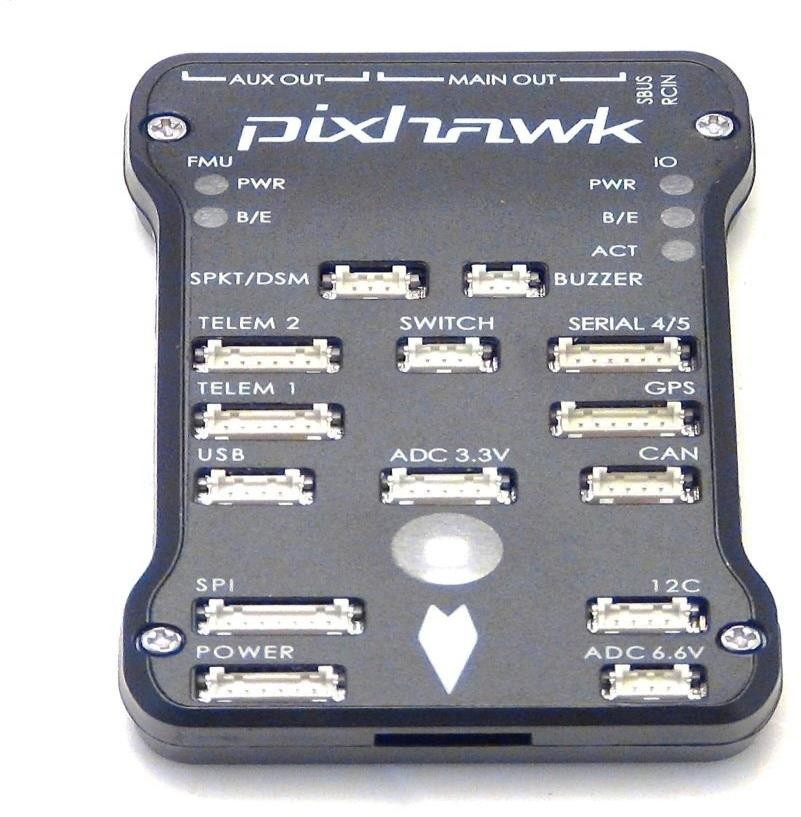 AUX OUT MAIN OUT SBUS
RCIN
pixhawk
FMU IO
PWR PWR
B/E B/E
ACT
SPKT/DSM BUZZER
TELEM 2 SWITCH SERIAL 4/5
TELEM 1 GPS
USB ADC 3.3V CAN
SPI 12C
POWER ADC 6.6V